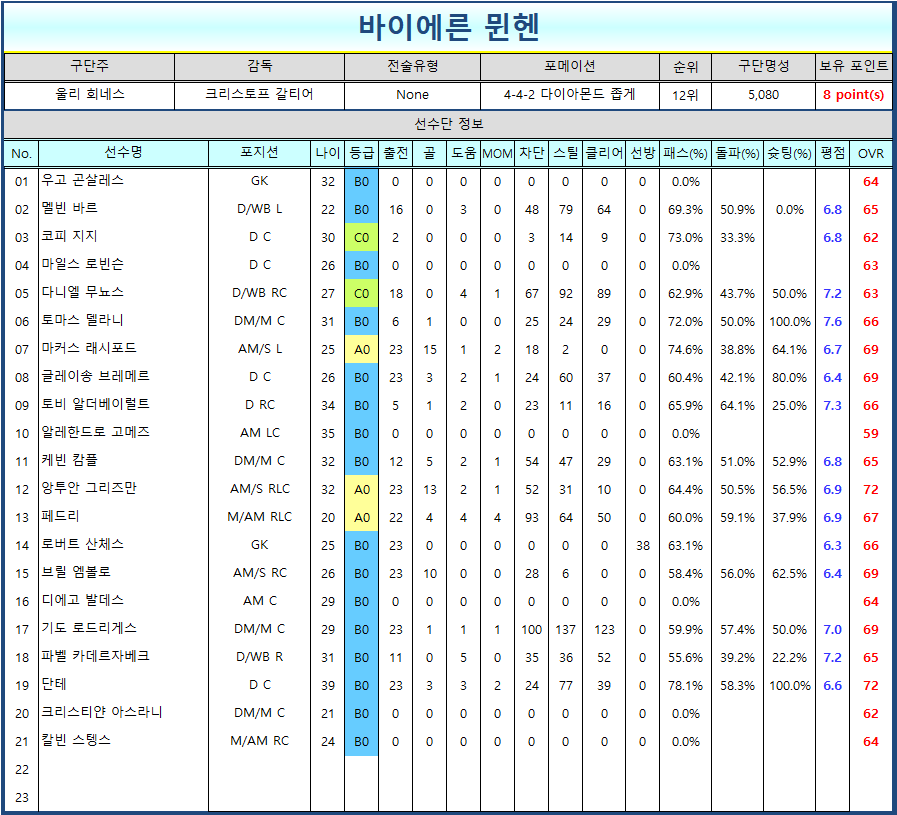 바이에른 뮌헨
구단주 감독 전술유형 포메이션 순위 구단명성 보유 포인트
울리 회네스 크리스토프 갈티어 None 4-4-2 다이아몬드 좁게 12위 5,080 8 point(s)
선수단 정보
No. 선수명 포지션 나이 등급 출전 골 도움 MOM 차단 스틸 클리어 선방 패스(%) 돌파(%) 슛팅(%) 평점 OVR
01 우고 곤살레스 GK 32 B0 0 0 0 0 0 0 0 0 0.0% 64
02 멜빈 바르 D/WB L 22 B0 16 0 3 0 48 79 64 0 69.3% 50.9% 0.0% 6.8 65
03 코피 지지 D C 30 C0 2 0 0 0 3 14 9 0 73.0% 33.3% 6.8 62
04 마일스 로빈슨 D C 26 B0 0 0 0 0 0 0 0 0 0.0% 63
05 다니엘 무뇨스 D/WB RC 27 C0 18 0 4 1 67 92 89 0 62.9% 43.7% 50.0% 7.2 63
06 토마스 델라니 DM/M C 31 B0 6 1 0 0 25 24 29 0 72.0% 50.0% 100.0% 7.6 66
07 마커스 래시포드 AM/S L 25 A0 23 15 1 2 18 2 0 0 74.6% 38.8% 64.1% 6.7 69
08 글레이송 브레메르 D C 26 B0 23 3 2 1 24 60 37 0 60.4% 42.1% 80.0% 6.4 69
09 토비 알더베이럴트 D RC 34 B0 5 1 2 0 23 11 16 0 65.9% 64.1% 25.0% 7.3 66
10 알레한드로 고메즈 AM LC 35 B0 0 0 0 0 0 0 0 0 0.0% 59
11 케빈 캄플 DM/M C 32 B0 12 5 2 1 54 47 29 0 63.1% 51.0% 52.9% 6.8 65
12 앙투안 그리즈만 AM/S RLC 32 A0 23 13 2 1 52 31 10 0 64.4% 50.5% 56.5% 6.9 72
13 페드리 M/AM RLC 20 A0 22 4 4 4 93 64 50 0 60.0% 59.1% 37.9% 6.9 67
14 로버트 산체스 GK 25 B0 23 0 0 0 0 0 0 38 63.1% 6.3 66
15 브릴 엠볼로 AM/S RC 26 B0 23 10 0 0 28 6 0 0 58.4% 56.0% 62.5% 6.4 69
16 디에고 발데스 AM C 29 B0 0 0 0 0 0 0 0 0 0.0% 64
17 기도 로드리게스 DM/M C 29 B0 23 1 1 1 100 137 123 0 59.9% 57.4% 50.0% 7.0 69
18 파벨 카데르자베크 D/WB R 31 B0 11 0 5 0 35 36 52 0 55.6% 39.2% 22.2% 7.2 65
19 단테 D C 39 B0 23 3 3 2 24 77 39 0 78.1% 58.3% 100.0% 6.6 72
20 크리스티얀 아스라니 DM/M C 21 B0 0 0 0 0 0 0 0 0 0.0% 62
21 칼빈 스텡스 M/AM RC 24 B0 0 0 0 0 0 0 0 0 0.0% 64
22
23